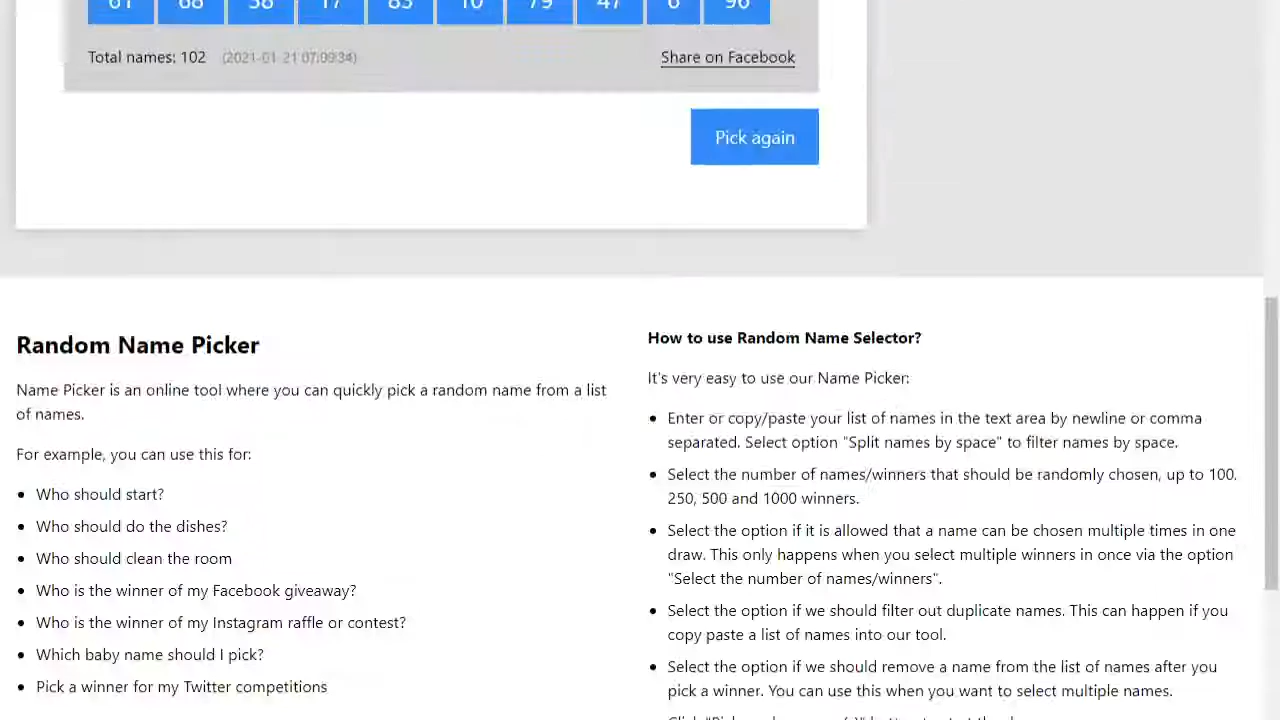 61 68 58 17 83 10 79 47 6 96
Total names: 102 (2021-01-21 07:09:34) Share on Facebook
Pick again
Random Name Picker
Name Picker is an online tool where you can quickly pick a random name from a list
of names.
For example, you can use this for:
Who should start?
Who should do the dishes?
Who should clean the room
Who is the winner of my Facebook giveaway?
Who is the winner of my Instagram raffle or contest?
Which baby name should I pick?
Pick a winner for my Twitter competitions
How to use Random Name Selector?
It's very easy to use our Name Picker:
Enter or copy/paste your list of names in the text area by newline or comma
separated. Select option "Split names by space" to filter names by space.
Select the number of names/winners that should be randomly chosen, up to 100.
250, 500 and 1000 winners.
Select the option if it is allowed that a name can be chosen multiple times in one
draw. This only happens when you select multiple winners in once via the option
"Select the number of names/winners".
Select the option if we should filter out duplicate names. This can happen if you
copy paste a list of names into our tool.
Select the option if we should remove a name from the list of names after you
pick a winner. You can use this when you want to select multiple names.